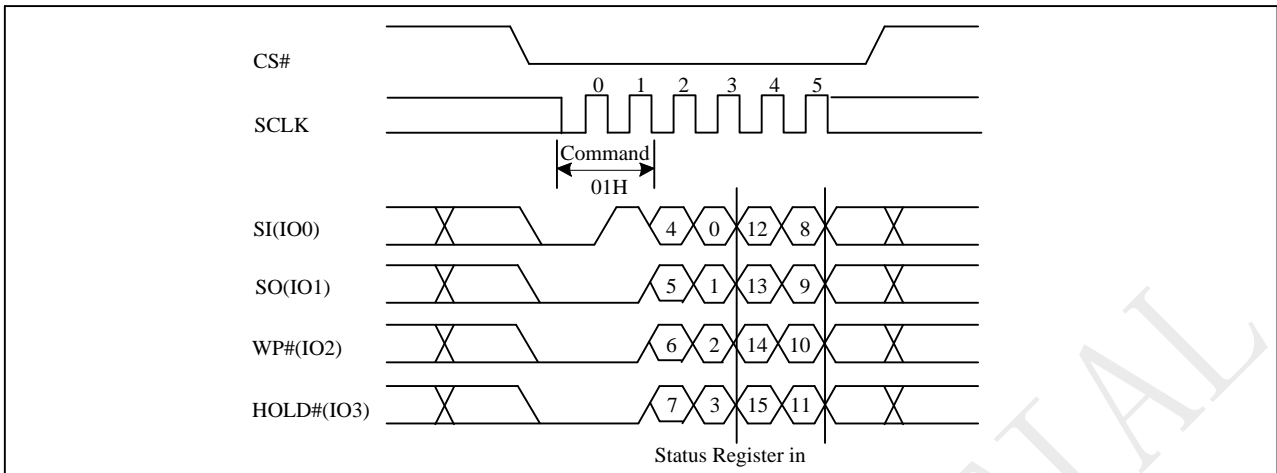 CS#
0 1 2 3 4 5
SCLK
Command
01H
SI(IO0) 4 0 12 8
SO(IO1) 5 1 13 9
WP#(IO2) 6 2 14 10
HOLD#(IO3) 7 3 15 11
Status Register in